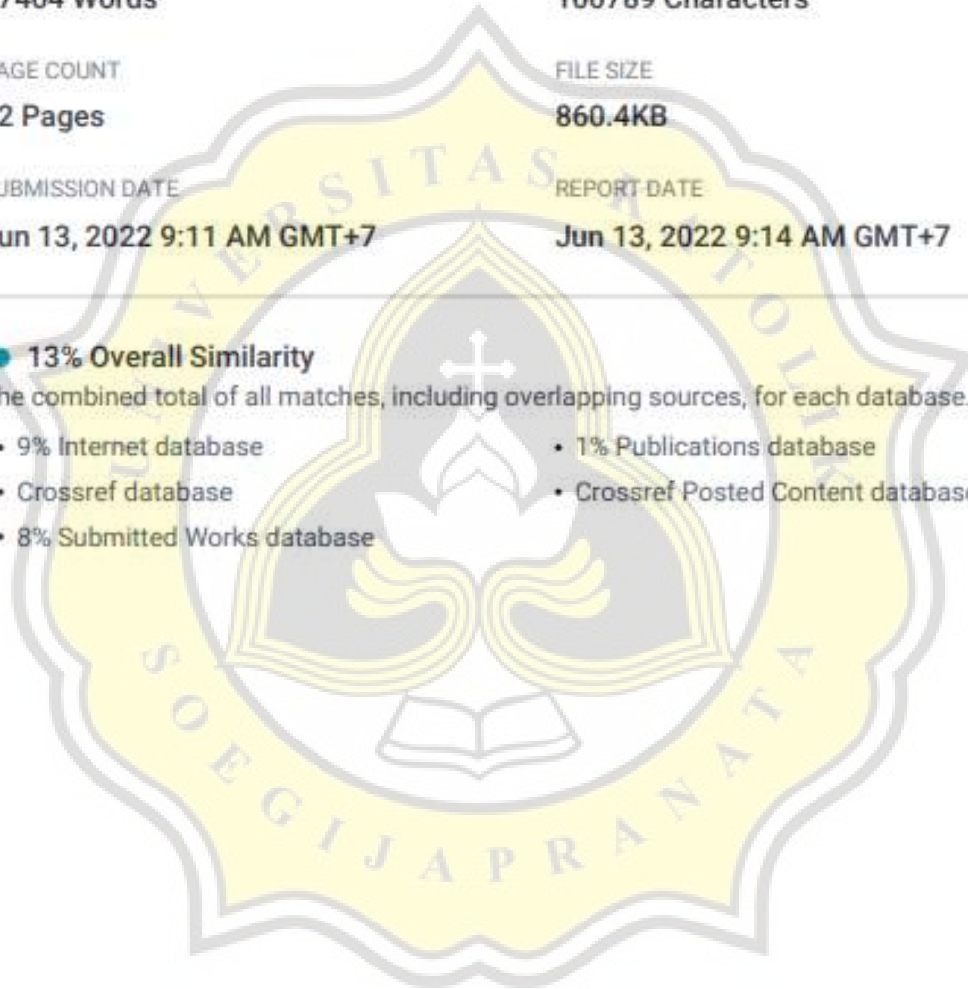 7404 Words 100789 Characters
AGE COUNT FILE SIZE
2 Pages 860.4KB
UBMISSION DATE REPORT DATE
un 13, 2022 9:11 AM GMT+7 Jun 13, 2022 9:14 AM GMT+7
13% Overall Similarity
he combined total of all matches, including overlapping sources, for each database.
• 9% Internet database • 1% Publications database
• Crossref database • Crossref Posted Content database
• 8% Submitted Works database
UNIVERSITAS KATOLIK
SOEGIJAPRANATA